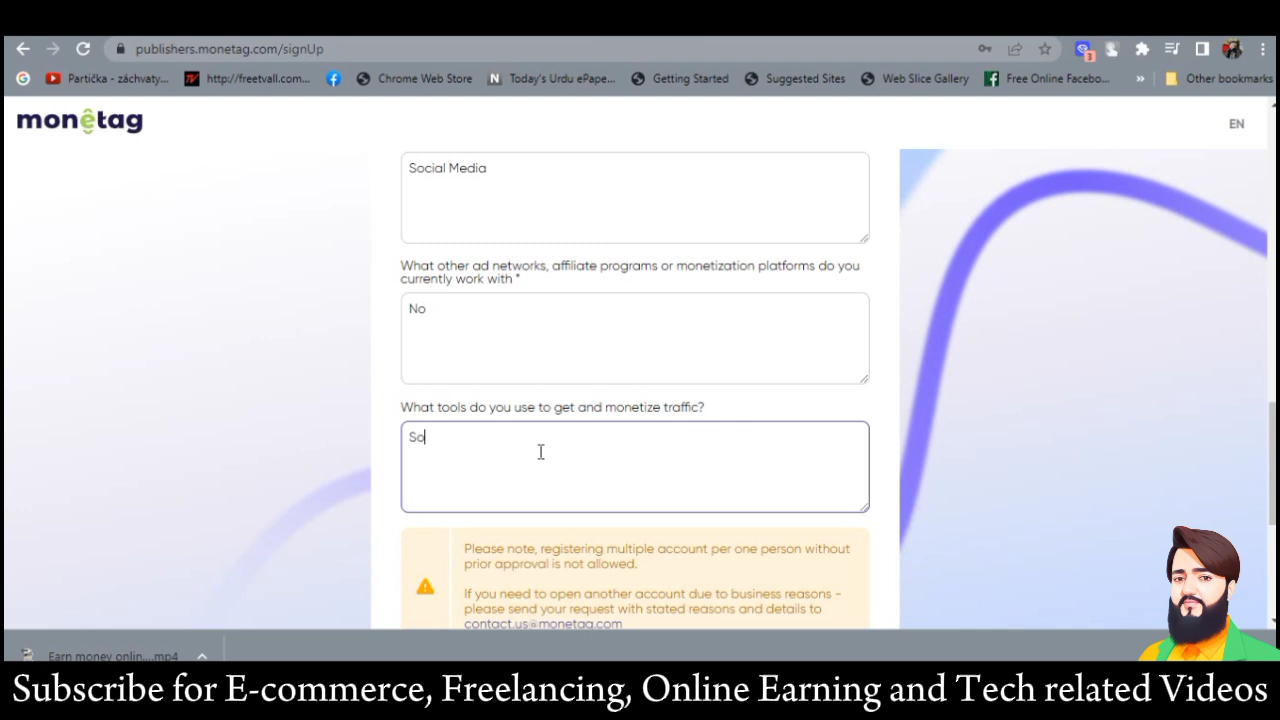 publishers.monetag.com/signUp
3
Partička - záchvaty...
http://freetvall.com...
Chrome Web Store
Today's Urdu ePape...
Getting Started
Suggested Sites
Web Slice Gallery
Free Online Facebo...
»
Other bookmarks
monetag
EN
Social Media
What other ad networks, affiliate programs or monetization platforms do you
currently work with *
No
What tools do you use to get and monetize traffic?
So
Please note, registering multiple account per one person without
prior approval is not allowed.
If you need to open another account due to business reasons -
please send your request with stated reasons and details to
contact.us@monetag.com
Earn money onlin....mp4
Subscribe for E-commerce, Freelancing, Online Earning and Tech related Videos